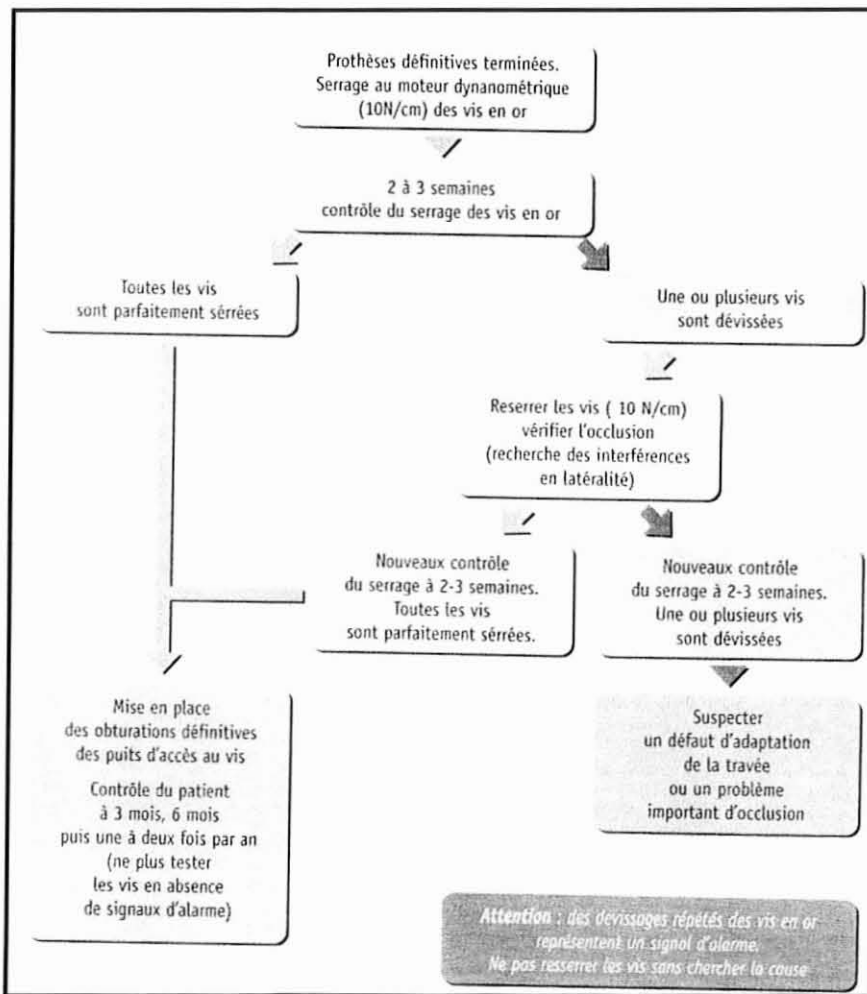 Prothèses définitives terminées.
Serrage au moteur dynanométrique
(10N/cm) des vis en or
2 à 3 semaines
contrôle du serrage des vis en or
Toutes les vis
sont parfaitement sérrées
Une ou plusieurs vis
sont dévissées
Reserrer les vis ( 10 N/cm)
vérifier l'occlusion
(recherche des interférences
en latéralité)
Nouveaux contrôle
du serrage à 2-3 semaines.
Toutes les vis
sont parfaitement sérrées.
Nouveaux contrôle
du serrage à 2-3 semaines.
Une ou plusieurs vis
sont dévissées
Mise en place
des obturations définitives
des puits d'accès au vis
Contrôle du patient
à 3 mois, 6 mois
puis une à deux fois par an
(ne plus tester
les vis en absence
de signaux d'alarme)
Suspecter
un défaut d'adaptation
de la travée
ou un problème
important d'occlusion
Attention : des devissages répétés des vis en or
représentent un signal d'alarme.
Ne pas resserrer les vis sans chercher la cause